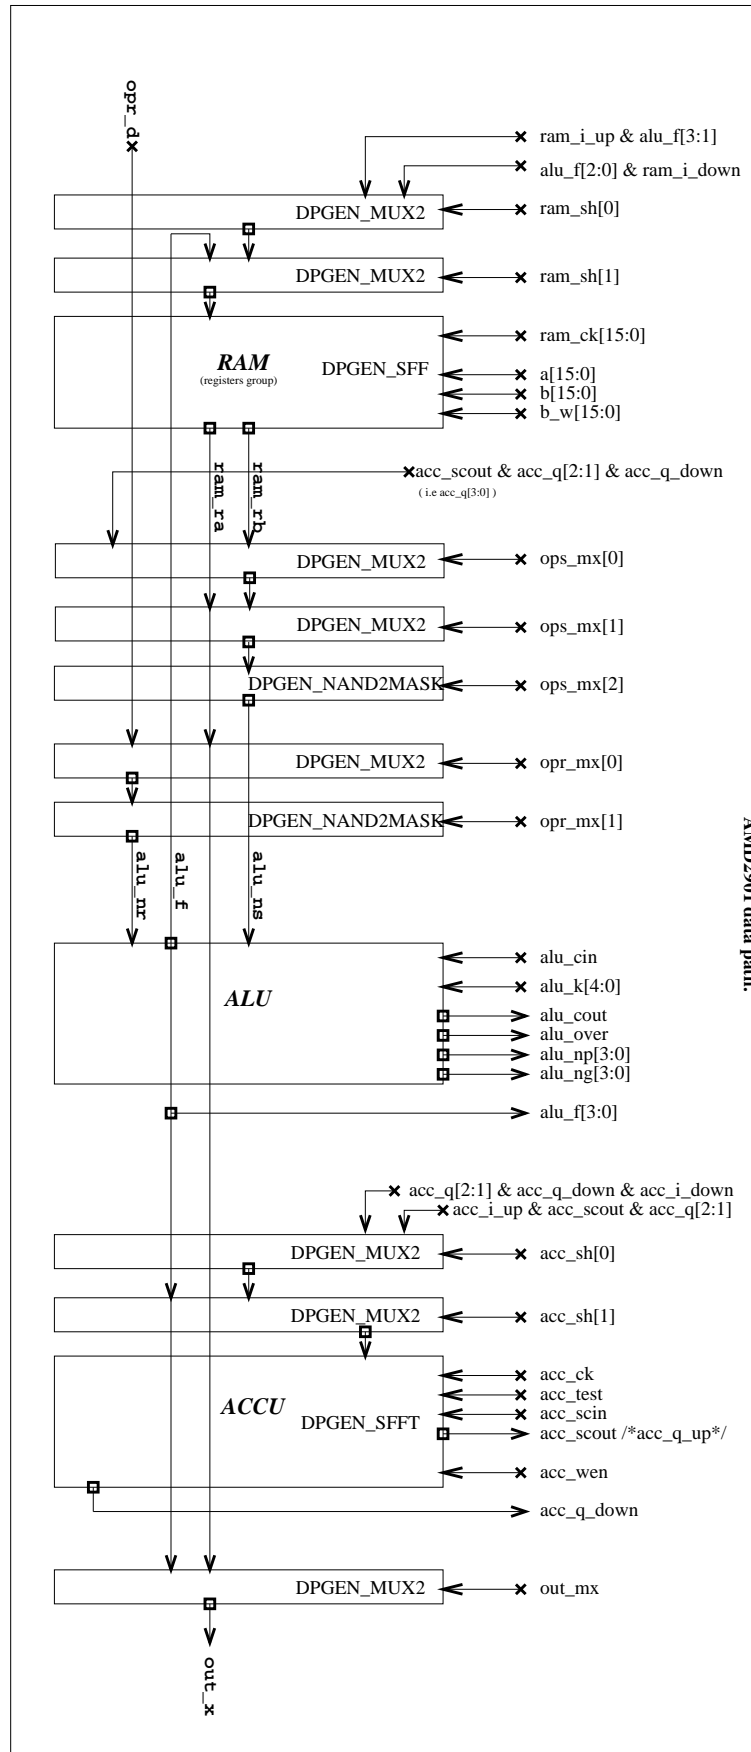 opr_d
ram_i_up & alu_f[3:1]
alu_f[2:0] & ram_i_down
DPGEN_MUX2
ram_sh[0]
DPGEN_MUX2
ram_sh[1]
RAM
(registers group)
DPGEN_SFF
ram_ck[15:0]
a[15:0]
b[15:0]
b_w[15:0]
ram_ra
ram_rb
acc_scout & acc_q[2:1] & acc_q_down
( i.e acc_q[3:0] )
DPGEN_MUX2
ops_mx[0]
DPGEN_MUX2
ops_mx[1]
DPGEN_NAND2MASK
ops_mx[2]
DPGEN_MUX2
opr_mx[0]
DPGEN_NAND2MASK
opr_mx[1]
alu_nr
alu_f
alu_ns
AMD2901 data path.
ALU
alu_cin
alu_k[4:0]
alu_cout
alu_over
alu_np[3:0]
alu_ng[3:0]
alu_f[3:0]
acc_q[2:1] & acc_q_down & acc_i_down
acc_i_up & acc_scout & acc_q[2:1]
DPGEN_MUX2
acc_sh[0]
DPGEN_MUX2
acc_sh[1]
ACCU
DPGEN_SFFT
acc_ck
acc_test
acc_scin
acc_scout /*acc_q_up*/
acc_wen
acc_q_down
DPGEN_MUX2
out_mx
out_x